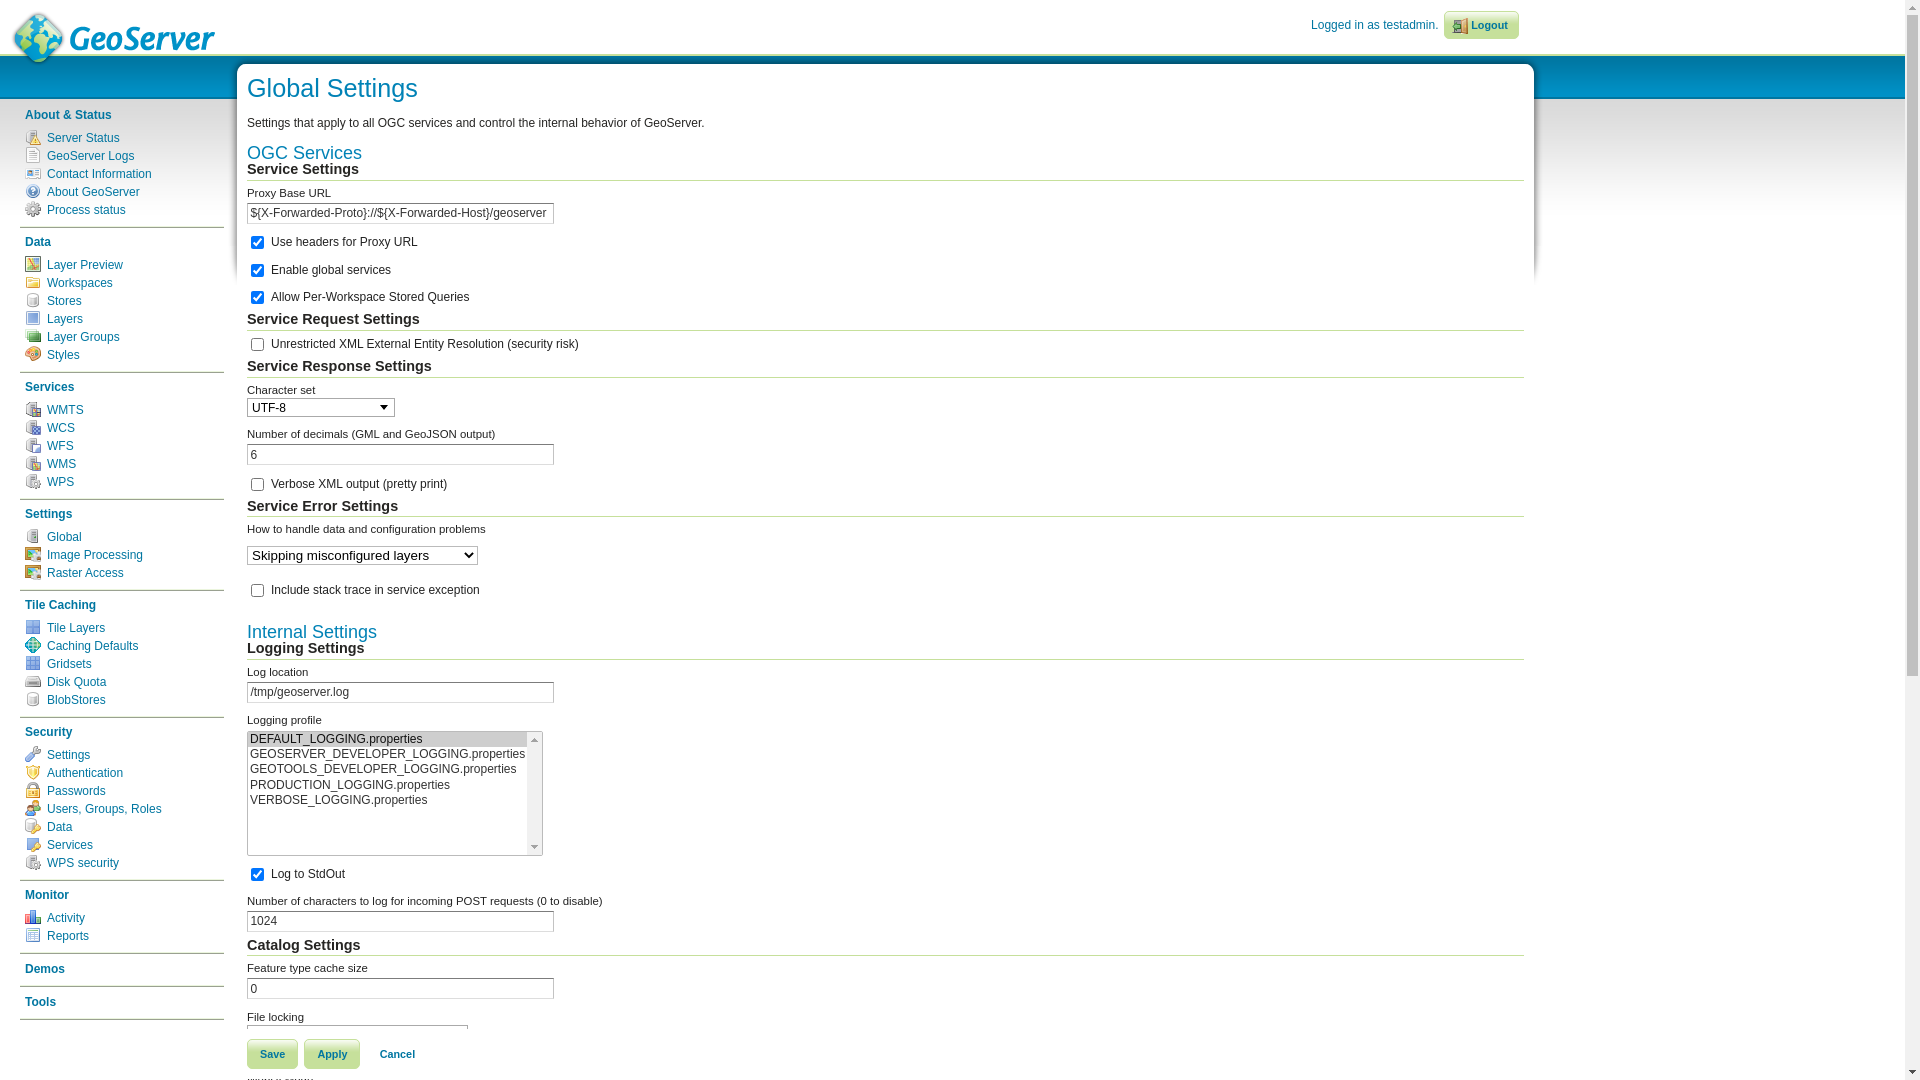 GeoServer
Logged in as testadmin.
Logout
About & Status
Server Status
GeoServer Logs
Contact Information
About GeoServer
Process status
Data
Layer Preview
Workspaces
Stores
Layers
Layer Groups
Styles
Services
WMTS
WCS
WFS
WMS
WPS
Settings
Global
Image Processing
Raster Access
Tile Caching
Tile Layers
Caching Defaults
Gridsets
Disk Quota
BlobStores
Security
Settings
Authentication
Passwords
Users, Groups, Roles
Data
Services
WPS security
Monitor
Activity
Reports
Demos
Tools
Global Settings
Settings that apply to all OGC services and control the internal behavior of GeoServer.
OGC Services
Service Settings
Proxy Base URL
${X-Forwarded-Proto}://${X-Forwarded-Host}/geoserver
Use headers for Proxy URL
Enable global services
Allow Per-Workspace Stored Queries
Service Request Settings
Unrestricted XML External Entity Resolution (security risk)
Service Response Settings
Character set
UTF-8
Number of decimals (GML and GeoJSON output)
6
Verbose XML output (pretty print)
Service Error Settings
How to handle data and configuration problems
Skipping misconfigured layers
Include stack trace in service exception
Internal Settings
Logging Settings
Log location
/tmp/geoserver.log
Logging profile
DEFAULT_LOGGING.properties
GEOSERVER_DEVELOPER_LOGGING.properties
GEOTOOLS_DEVELOPER_LOGGING.properties
PRODUCTION_LOGGING.properties
VERBOSE_LOGGING.properties
Log to StdOut
Number of characters to log for incoming POST requests (0 to disable)
1024
Catalog Settings
Feature type cache size
0
File locking
Save
Apply
Cancel